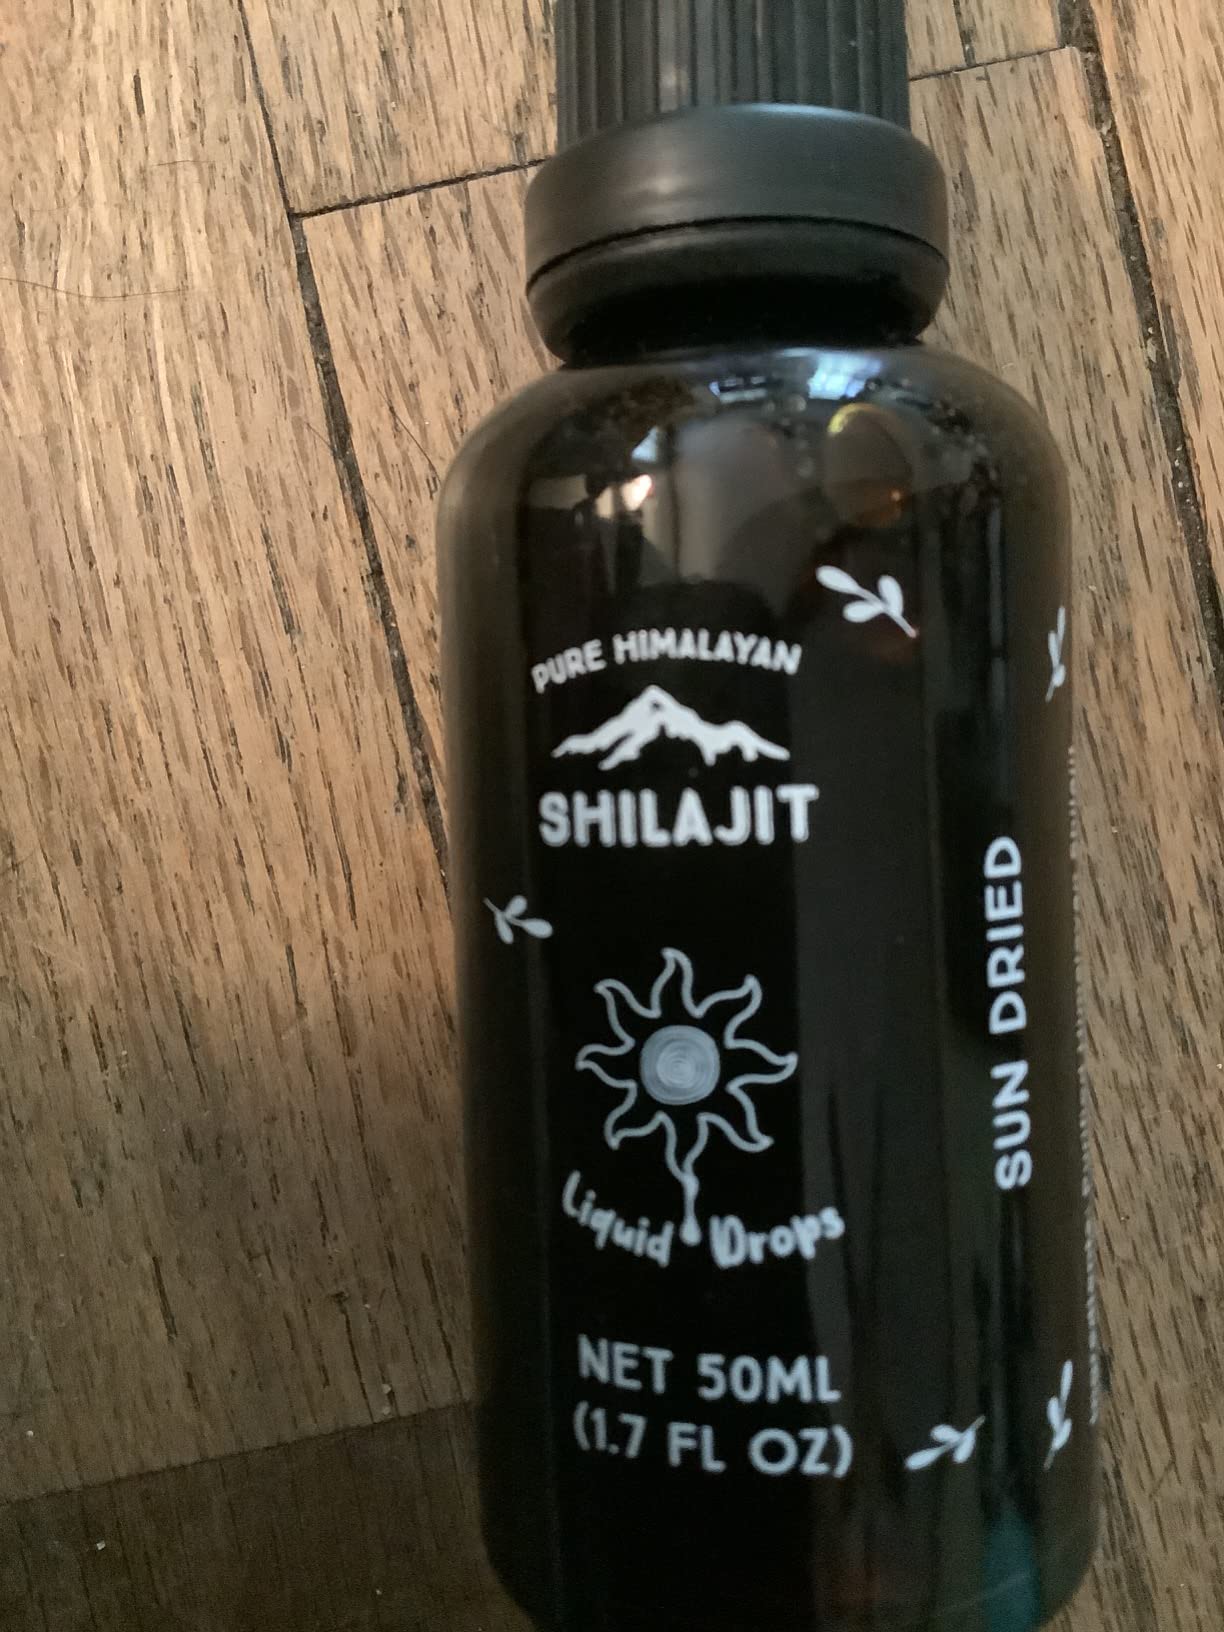 PURE HIMALAYAN
SHILAJIT
Liquid Drops
NET 50ML
(1.7 FL OZ)
SUN DRIED